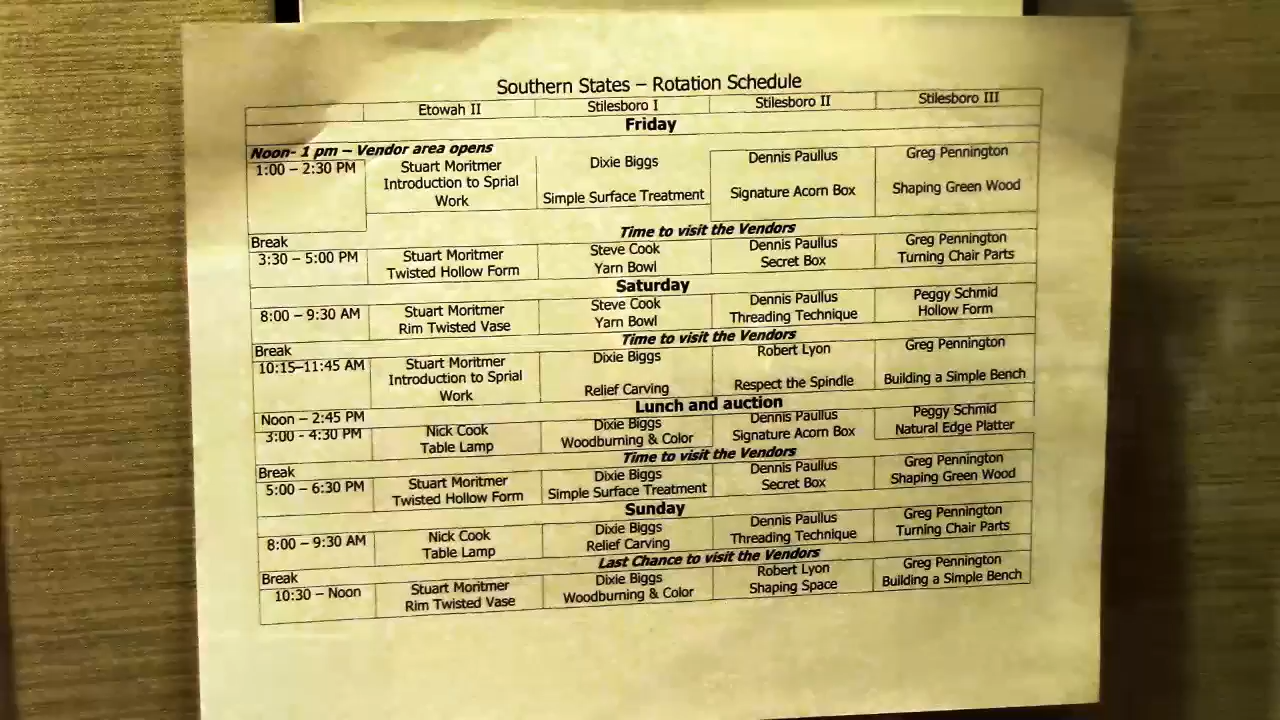 Southern States – Rotation Schedule
Etowah II Stilesboro I Stilesboro II Stilesboro III
Friday
Noon- 1 pm – Vendor area opens
1:00 – 2:30 PM Stuart Moritmer Dixie Biggs Dennis Paullus Greg Pennington
Introduction to Sprial Simple Surface Treatment Signature Acorn Box Shaping Green Wood
Work
Break Time to visit the Vendors
3:30 – 5:00 PM Stuart Moritmer Steve Cook Dennis Paullus Greg Pennington
Twisted Hollow Form Yarn Bowl Secret Box Turning Chair Parts
Saturday
8:00 – 9:30 AM Stuart Moritmer Steve Cook Dennis Paullus Peggy Schmid
Rim Twisted Vase Yarn Bowl Threading Technique Hollow Form
Break Time to visit the Vendors
10:15–11:45 AM Stuart Moritmer Dixie Biggs Robert Lyon Greg Pennington
Introduction to Sprial Relief Carving Respect the Spindle Building a Simple Bench
Work
Noon – 2:45 PM Lunch and auction
3:00 - 4:30 PM Nick Cook Dixie Biggs Dennis Paullus Peggy Schmid
Table Lamp Woodburning & Color Signature Acorn Box Natural Edge Platter
Break Time to visit the Vendors
5:00 – 6:30 PM Stuart Moritmer Dixie Biggs Dennis Paullus Greg Pennington
Twisted Hollow Form Simple Surface Treatment Secret Box Shaping Green Wood
Sunday
8:00 – 9:30 AM Nick Cook Dixie Biggs Dennis Paullus Greg Pennington
Table Lamp Relief Carving Threading Technique Turning Chair Parts
Break Last Chance to visit the Vendors
10:30 – Noon Stuart Moritmer Dixie Biggs Robert Lyon Greg Pennington
Rim Twisted Vase Woodburning & Color Shaping Space Building a Simple Bench